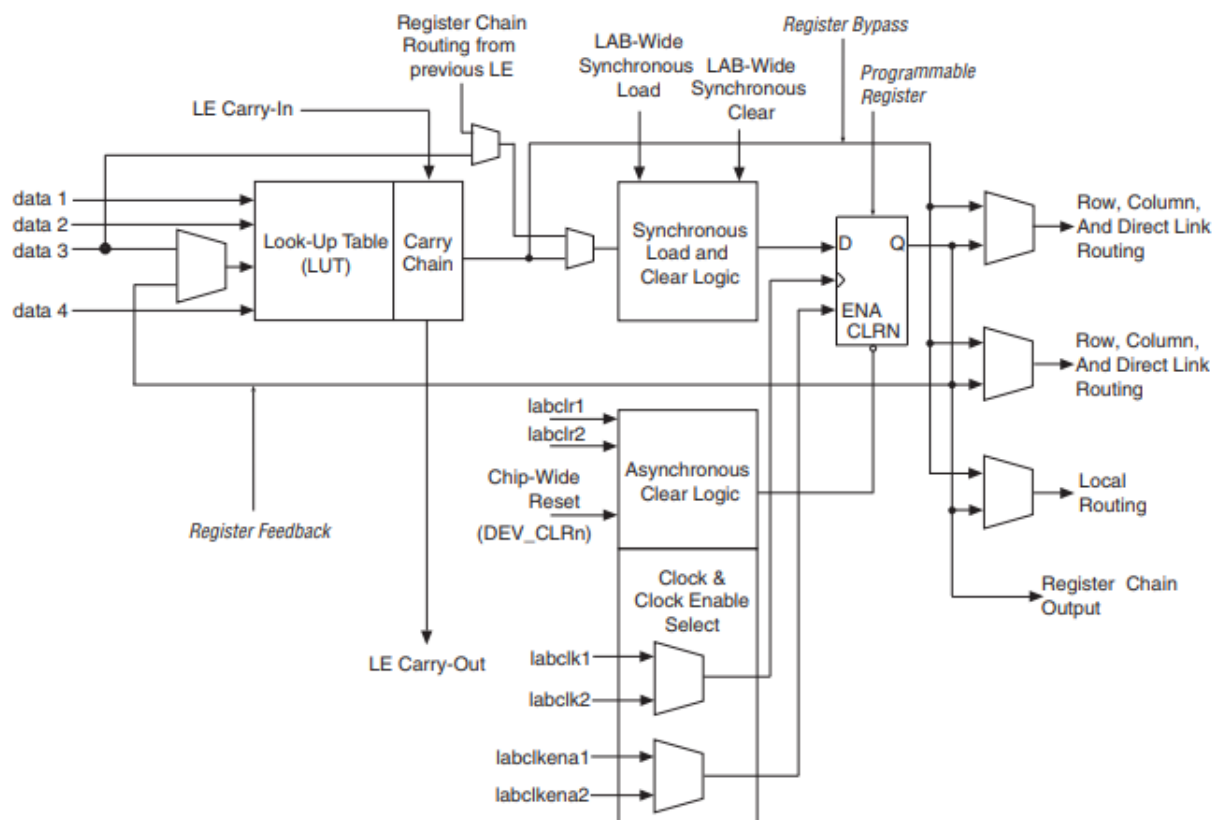 Register Chain
Routing from
previous LE
LAB-Wide
Synchronous
Load
LAB-Wide
Synchronous
Clear
Register Bypass
Programmable
Register
LE Carry-In
data 1
data 2
data 3
data 4
Look-Up Table
(LUT)
Carry
Chain
Synchronous
Load and
Clear Logic
D
Q
ENA
CLRN
Row, Column,
And Direct Link
Routing
Row, Column,
And Direct Link
Routing
Local
Routing
Register Chain
Output
Register Feedback
labclr1
labclr2
Chip-Wide
Reset
(DEV_CLRn)
Asynchronous
Clear Logic
Clock &
Clock Enable
Select
LE Carry-Out
labclk1
labclk2
labclkena1
labclkena2